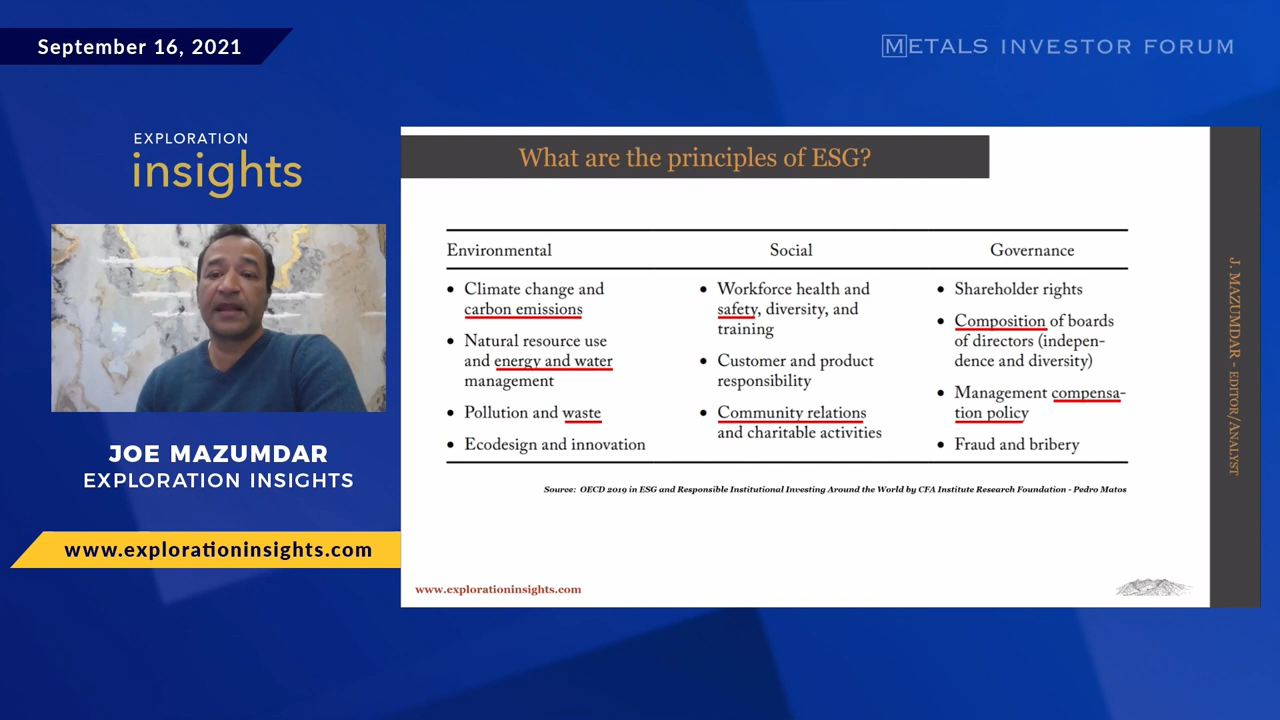 September 16, 2021
METALS INVESTOR FORUM
EXPLORATION
insights
JOE MAZUMDAR
EXPLORATION INSIGHTS
www.explorationinsights.com
What are the principles of ESG?
Environmental
• Climate change and
carbon emissions
• Natural resource use
and energy and water
management
• Pollution and waste
• Ecodesign and innovation
Social
• Workforce health and
safety, diversity, and
training
• Customer and product
responsibility
• Community relations
and charitable activities
Governance
• Shareholder rights
• Composition of boards
of directors (indepen-
dence and diversity)
• Management compensa-
tion policy
• Fraud and bribery
Source: OECD 2019 in ESG and Responsible Institutional Investing Around the World by CFA Institute Research Foundation - Pedro Matos
www.explorationinsights.com
J. MAZUMDAR - EDITOR/ANALYST